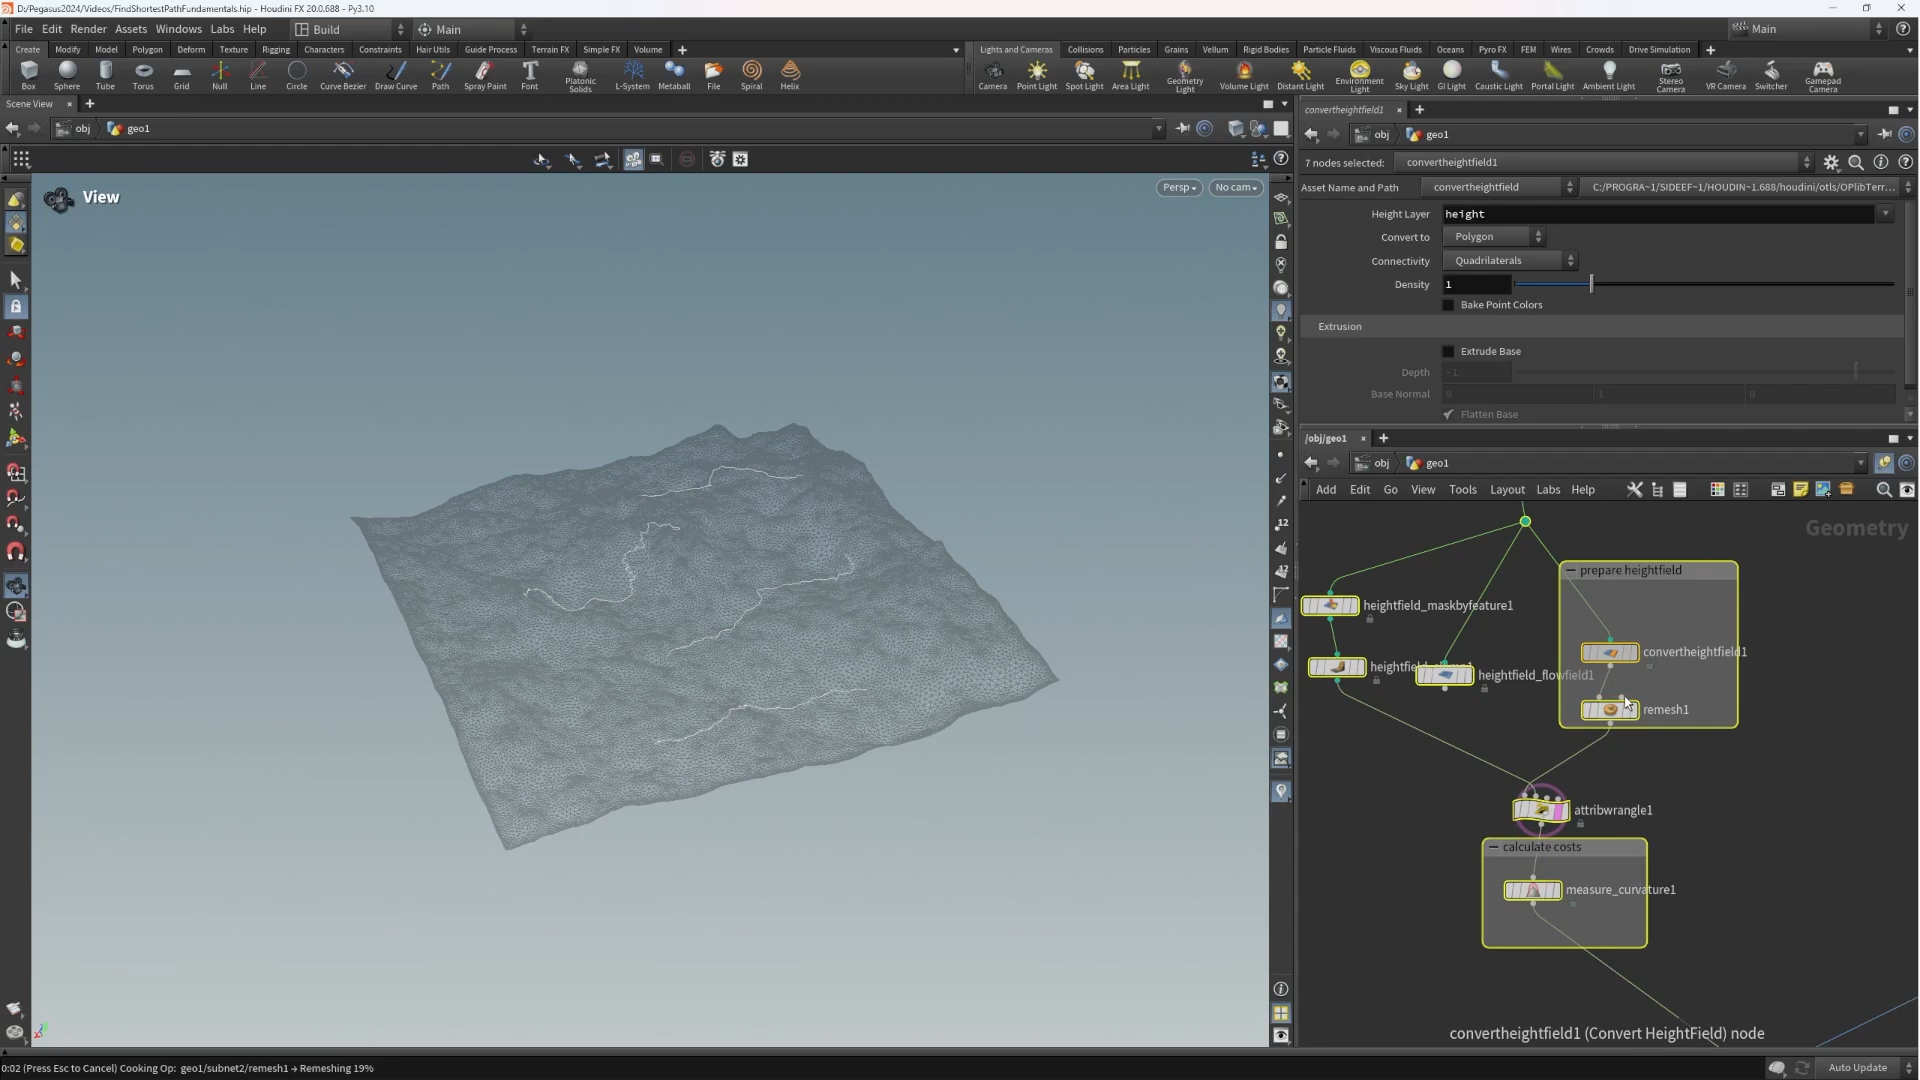 D:/Pegasus2024/Videos/FindShortestPathFundamentals.hip - Houdini FX 20.0.688 - Py3.10
File Edit Render Assets Windows Labs Help Build Main Main
Create Modify Model Polygon Deform Texture Rigging Characters Constraints Hair Utils Guide Process Terrain FX Simple FX Volume
Lights and Cameras Collisions Particles Grains Vellum Rigid Bodies Particle Fluids Viscous Fluids Oceans Pyro FX FEM Wires Crowds Drive Simulation
Box Sphere Tube Torus Grid Null Line Circle Curve Bezier Draw Curve Path Spray Paint Font Platonic Solids L-System Metaball File Spiral Helix
Camera Point Light Spot Light Area Light Geometry Light Volume Light Distant Light Environment Light Sky Light GI Light Caustic Light Portal Light Ambient Light Stereo Camera VR Camera Switcher Gamepad Camera
Scene View
obj geo1
View
Persp No cam
convertheightfield1
obj geo1
7 nodes selected: convertheightfield1
Asset Name and Path convertheightfield C:/PROGRA~1/SIDEEF~1/HOUDIN~1.688/houdini/otls/OPlibTerr...
Height Layer height
Convert to Polygon
Connectivity Quadrilaterals
Density 1
Bake Point Colors
Extrusion
Extrude Base
Depth -1
Base Normal 0 1 0
Flatten Base
/obj/geo1
obj geo1
Add Edit Go View Tools Layout Labs Help
Geometry
prepare heightfield
heightfield_maskbyfeature1
convertheightfield1
heightfield_flowfield1
remesh1
attribwrangle1
calculate costs
measure_curvature1
convertheightfield1 (Convert HeightField) node
0:02 (Press Esc to Cancel) Cooking Op: geo1/subnet2/remesh1 → Remeshing 19%
Auto Update